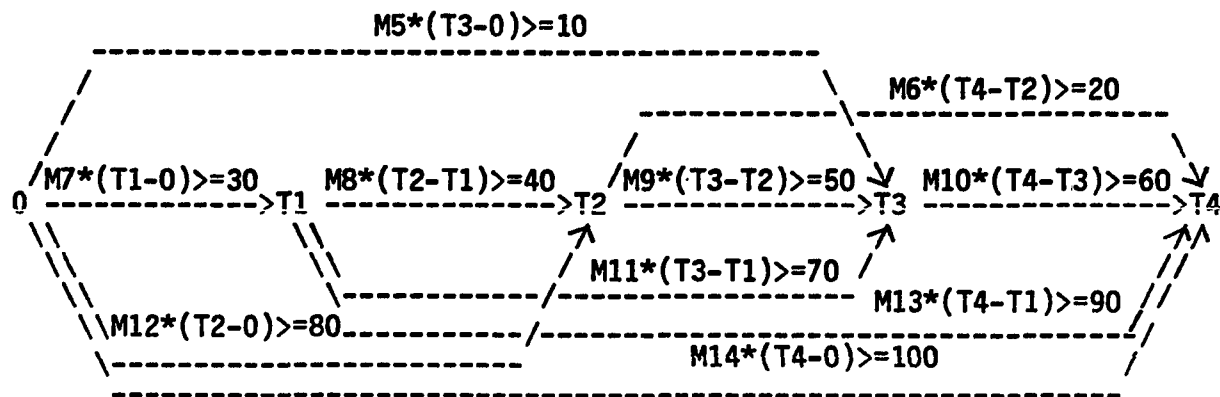 M5*(T3-0)>=10
M6*(T4-T2)>=20
M7*(T1-0)>=30 M8*(T2-T1)>=40 M9*(T3-T2)>=50 M10*(T4-T3)>=60
0 T1 T2 T3 T4
M11*(T3-T1)>=70
M13*(T4-T1)>=90
M12*(T2-0)>=80
M14*(T4-0)>=100